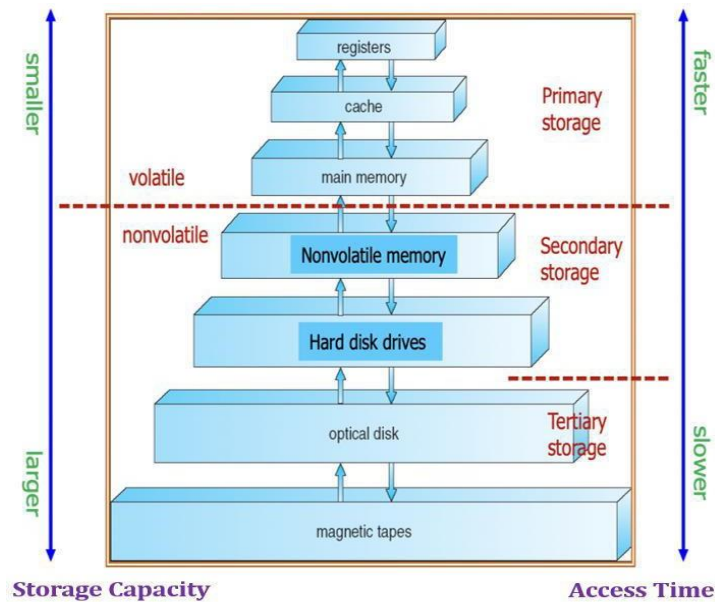 smaller
faster
registers
cache
Primary
storage
main memory
volatile
nonvolatile
Nonvolatile memory
Secondary
storage
Hard disk drives
optical disk
Tertiary
storage
larger
slower
magnetic tapes
Storage Capacity
Access Time